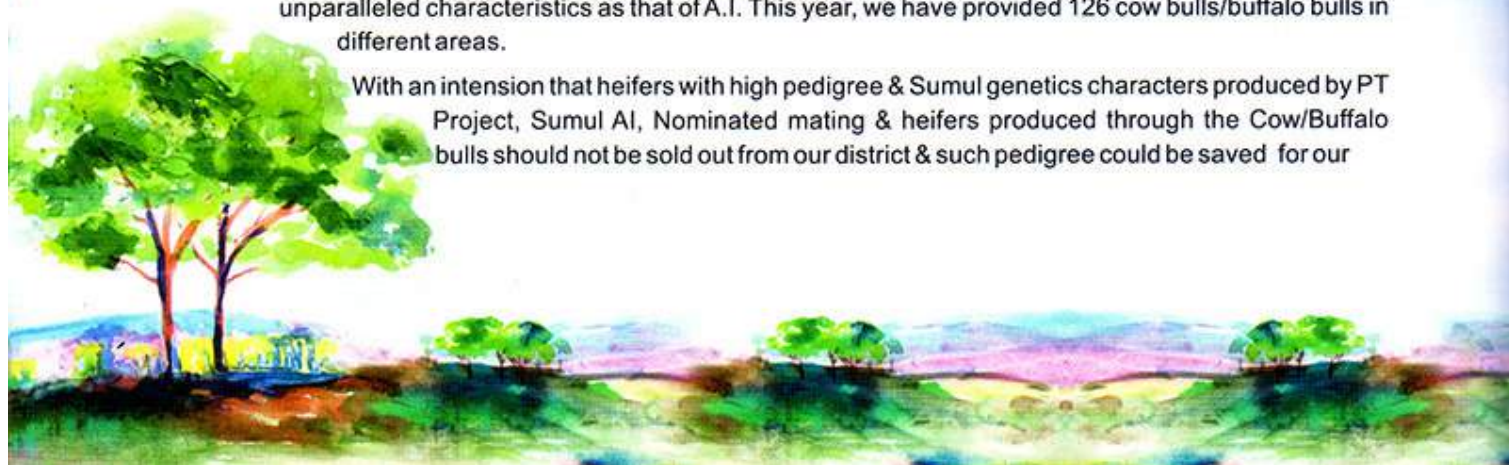 unparalleled characteristics as that of A.I. This year, we have provided 126 cow bulls/buffalo bulls in
different areas.
With an intension that heifers with high pedigree & Sumul genetics characters produced by PT
Project, Sumul AI, Nominated mating & heifers produced through the Cow/Buffalo
bulls should not be sold out from our district & such pedigree could be saved for our